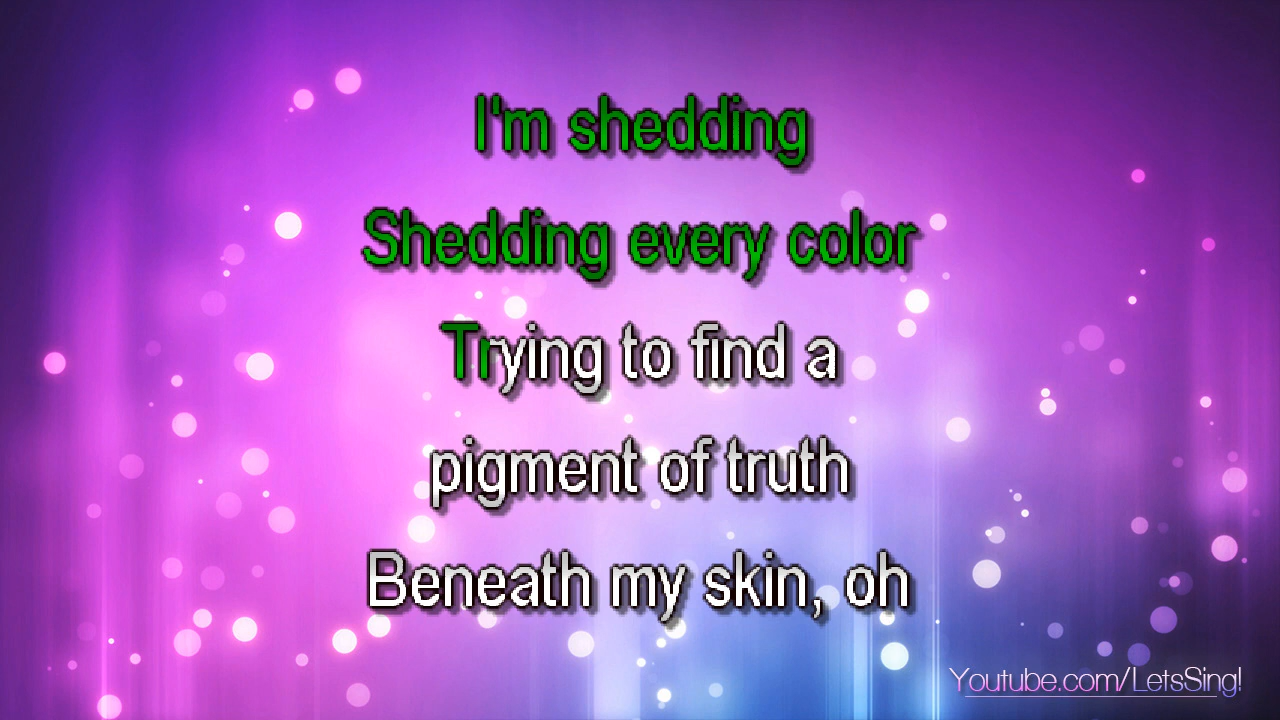 I'm shedding
Shedding every color
Trying to find a
pigment of truth
Beneath my skin, oh
Youtube.com/LetsSing!